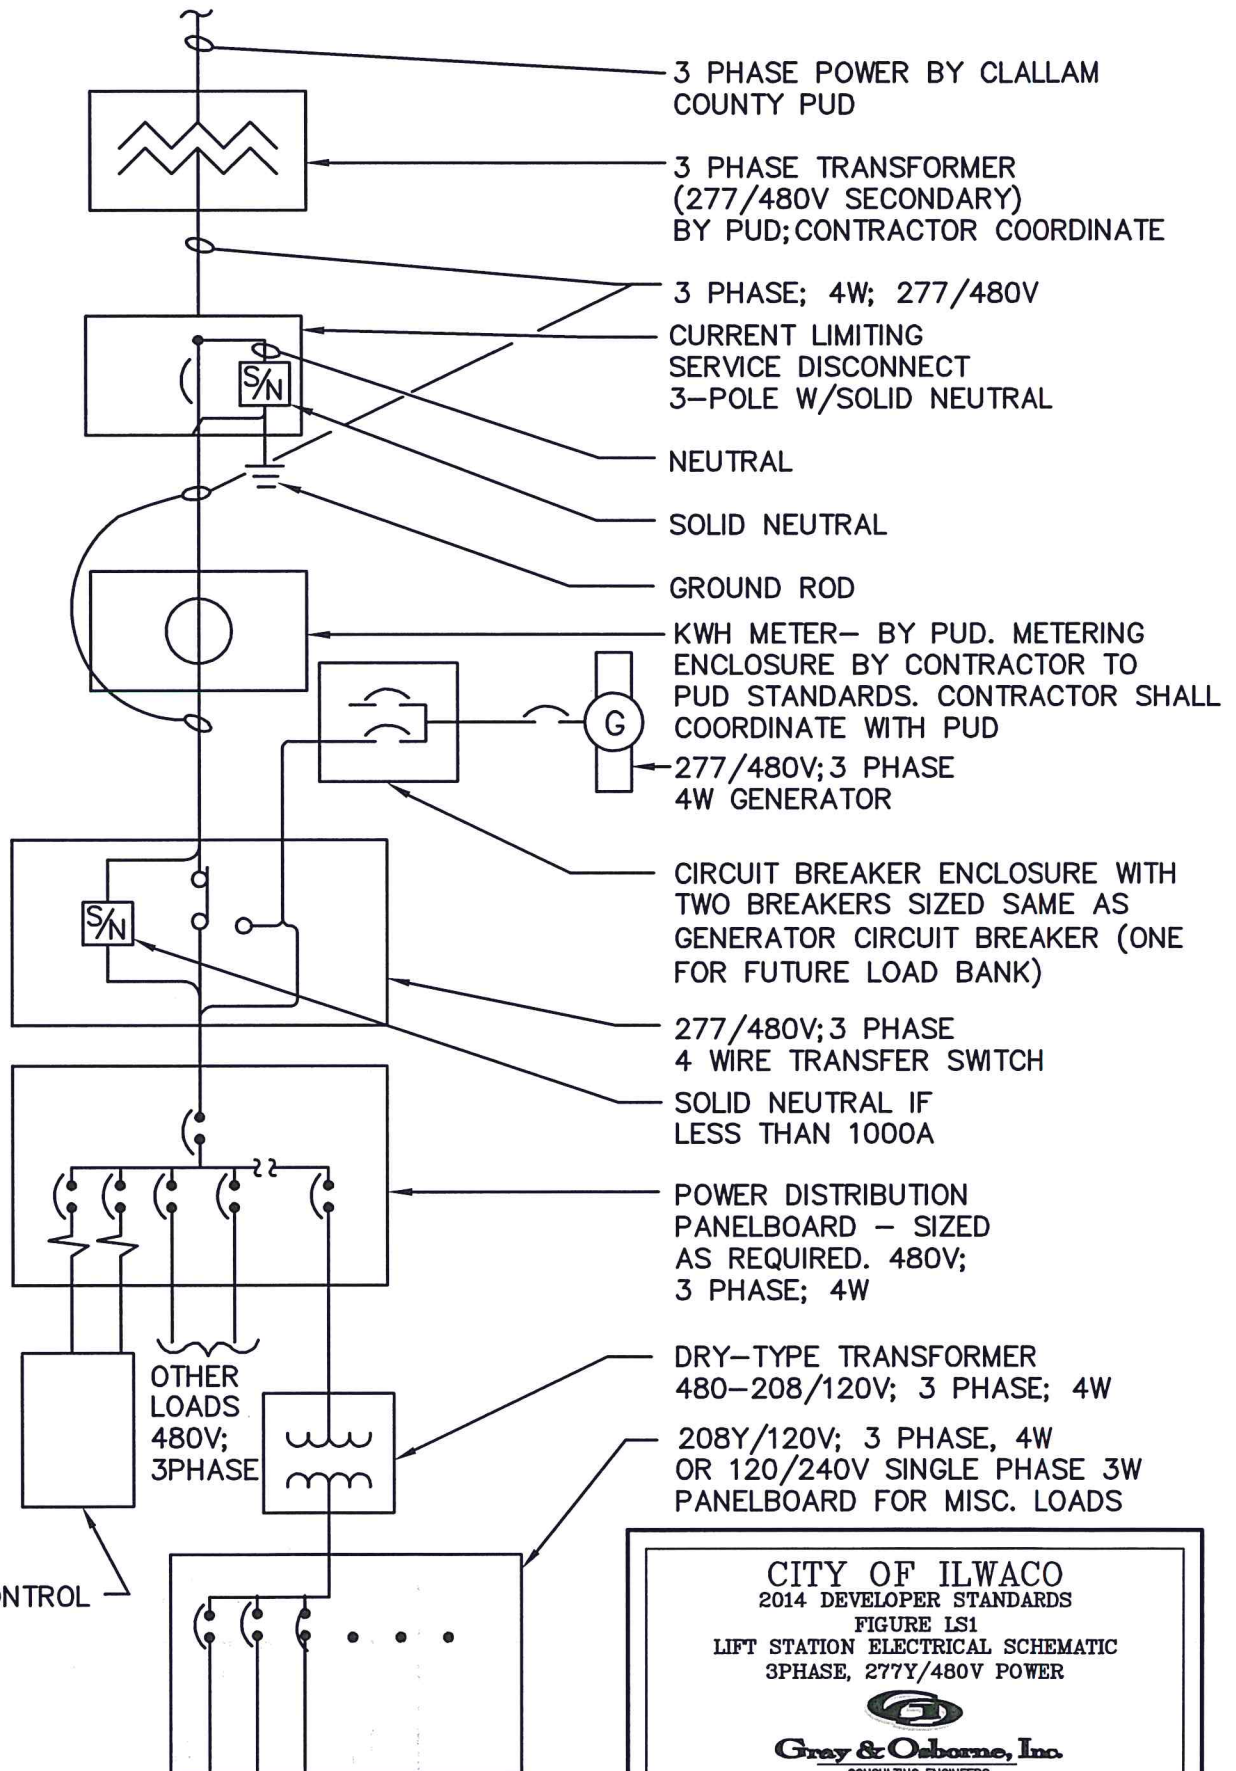 3 PHASE POWER BY CLALLAM
COUNTY PUD
3 PHASE TRANSFORMER
(277/480V SECONDARY)
BY PUD; CONTRACTOR COORDINATE
3 PHASE; 4W; 277/480V
CURRENT LIMITING
SERVICE DISCONNECT
3-POLE W/SOLID NEUTRAL
S/N
NEUTRAL
SOLID NEUTRAL
GROUND ROD
KWH METER- BY PUD. METERING
ENCLOSURE BY CONTRACTOR TO
PUD STANDARDS. CONTRACTOR SHALL
COORDINATE WITH PUD
G
277/480V; 3 PHASE
4W GENERATOR
CIRCUIT BREAKER ENCLOSURE WITH
TWO BREAKERS SIZED SAME AS
GENERATOR CIRCUIT BREAKER (ONE
FOR FUTURE LOAD BANK)
S/N
277/480V; 3 PHASE
4 WIRE TRANSFER SWITCH
SOLID NEUTRAL IF
LESS THAN 1000A
POWER DISTRIBUTION
PANELBOARD - SIZED
AS REQUIRED. 480V;
3 PHASE; 4W
OTHER
LOADS
480V;
3PHASE
DRY-TYPE TRANSFORMER
480-208/120V; 3 PHASE; 4W
208Y/120V; 3 PHASE, 4W
OR 120/240V SINGLE PHASE 3W
PANELBOARD FOR MISC. LOADS
NTROL
CITY OF ILWACO
2014 DEVELOPER STANDARDS
FIGURE LS1
LIFT STATION ELECTRICAL SCHEMATIC
3PHASE, 277Y/480V POWER
Gray & Osborne, Inc.
CONSULTING ENGINEERS